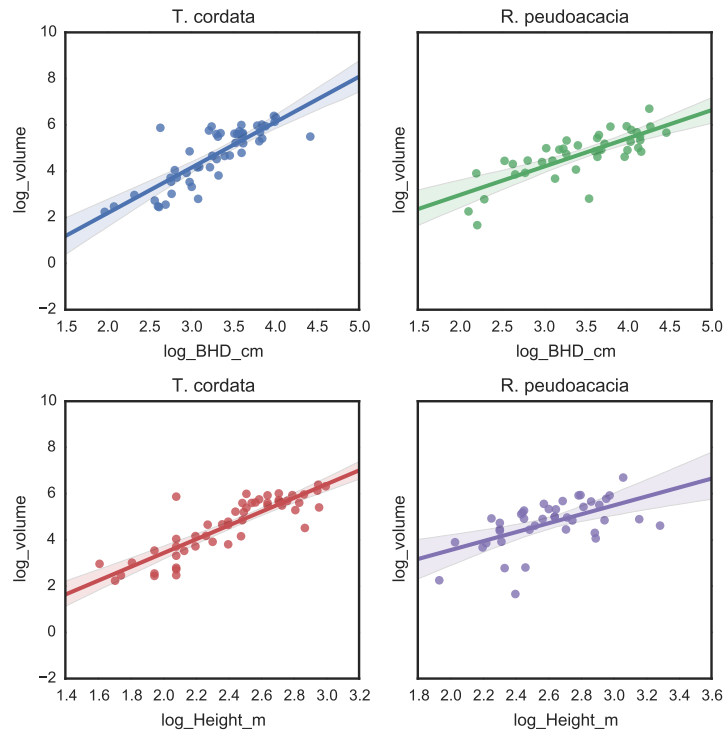 T. cordata
R. peudoacacia
10
8
6
4
2
0
−2
log_volume
log_volume
1.5 2.0 2.5 3.0 3.5 4.0 4.5 5.0
1.5 2.0 2.5 3.0 3.5 4.0 4.5 5.0
log_BHD_cm
log_BHD_cm
T. cordata
R. peudoacacia
10
8
6
4
2
0
−2
log_volume
log_volume
1.4 1.6 1.8 2.0 2.2 2.4 2.6 2.8 3.0 3.2
1.8 2.0 2.2 2.4 2.6 2.8 3.0 3.2 3.4 3.6
log_Height_m
log_Height_m